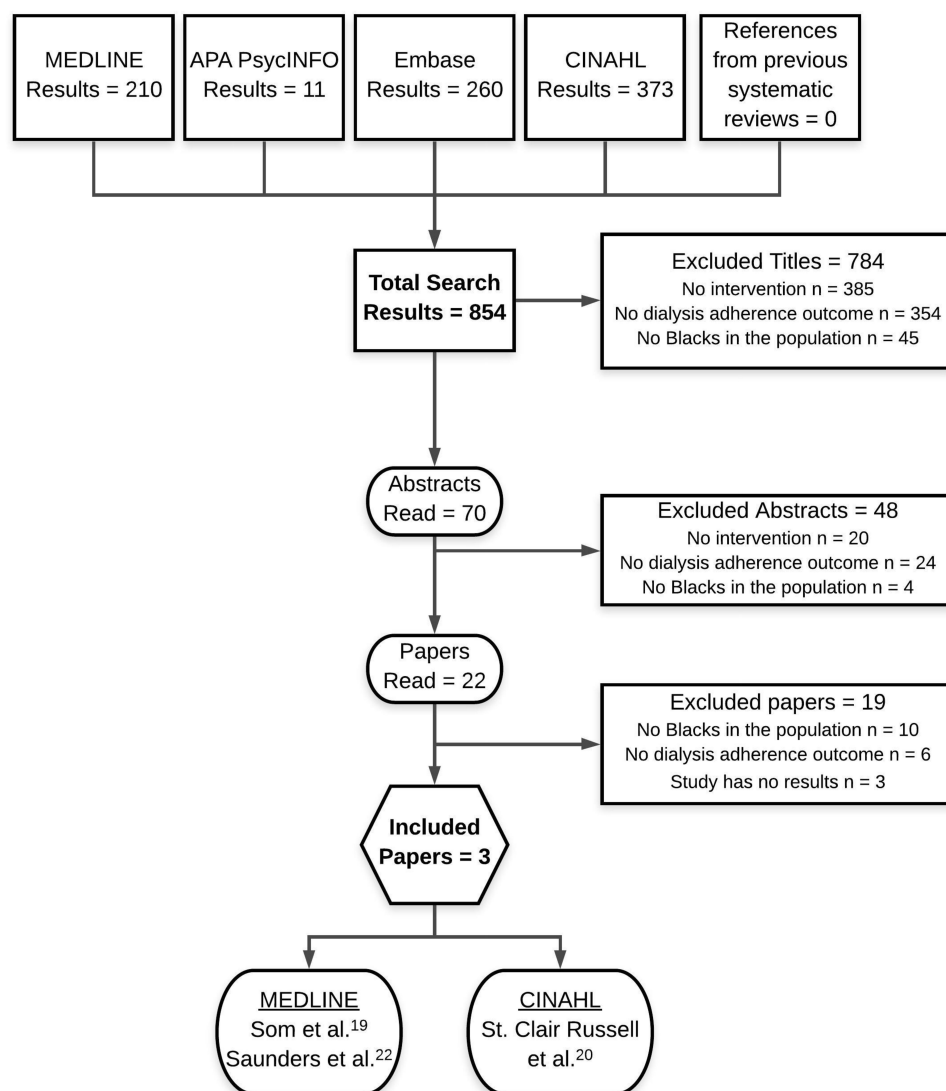 MEDLINE
Results = 210
APA PsycINFO
Results = 11
Embase
Results = 260
CINAHL
Results = 373
References
from previous
systematic
reviews = 0
Total Search
Results = 854
Excluded Titles = 784
No intervention n = 385
No dialysis adherence outcome n = 354
No Blacks in the population n = 45
Abstracts
Read = 70
Excluded Abstracts = 48
No intervention n = 20
No dialysis adherence outcome n = 24
No Blacks in the population n = 4
Papers
Read = 22
Excluded papers = 19
No Blacks in the population n = 10
No dialysis adherence outcome n = 6
Study has no results n = 3
Included
Papers = 3
MEDLINE
Som et al.¹⁹
Saunders et al.²²
CINAHL
St. Clair Russell
et al.²⁰